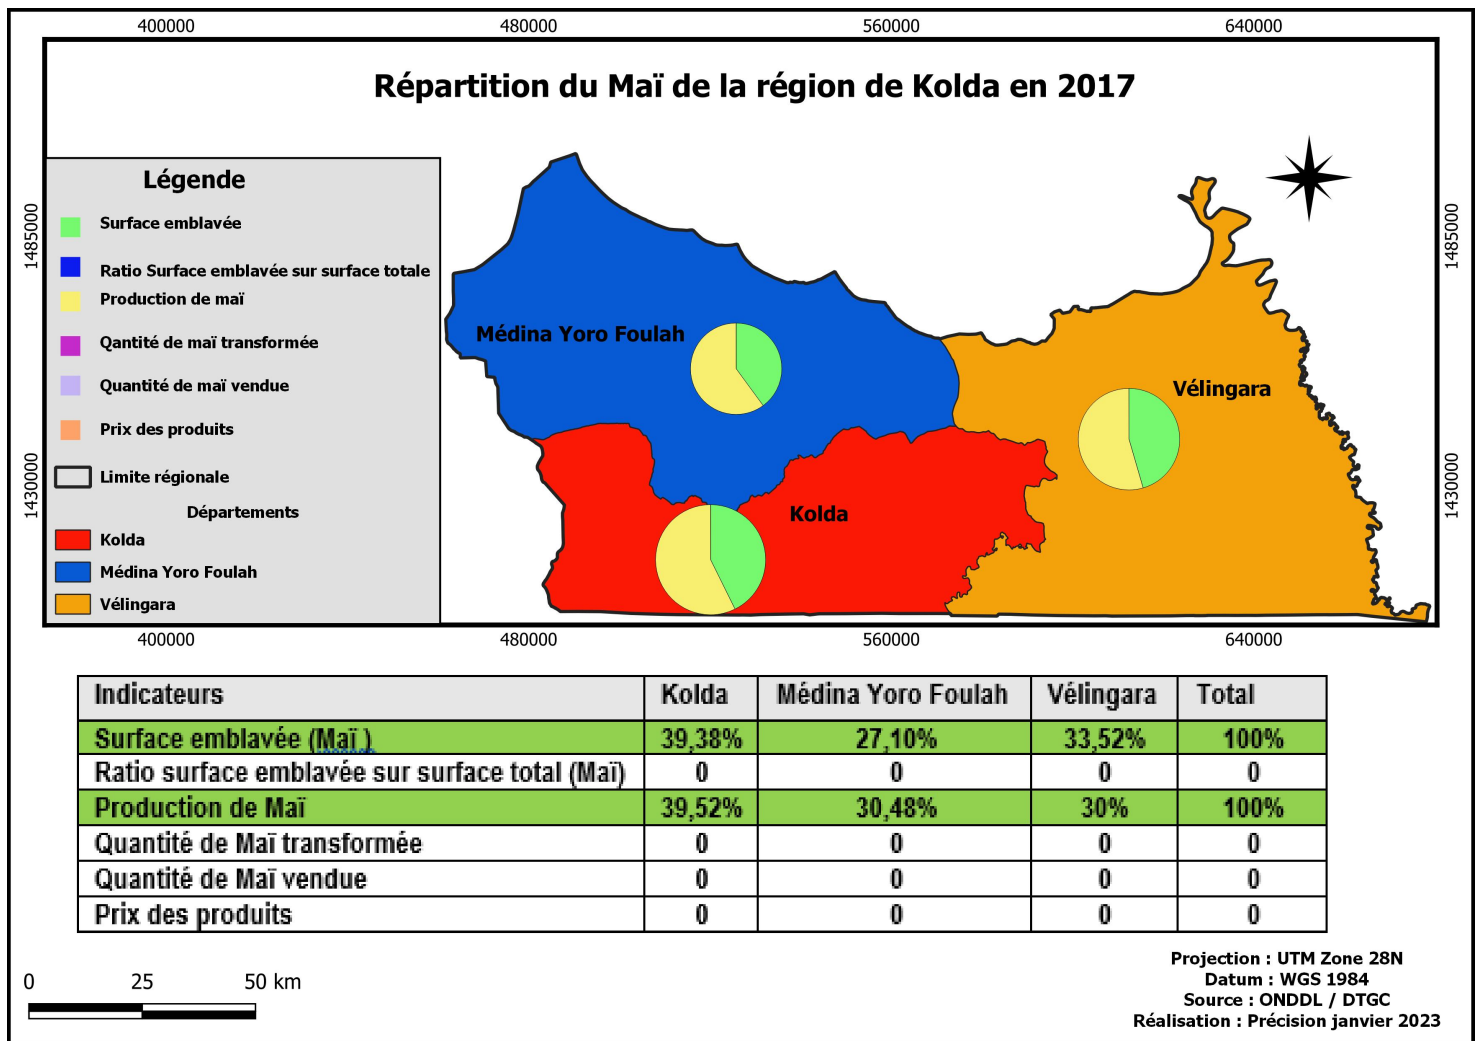 400000 480000 560000 640000
Répartition du Maï de la région de Kolda en 2017
1485000
1430000
Légende
Surface emblavée
Ratio Surface emblavée sur surface totale
Production de maï
Qantité de maï transformée
Quantité de maï vendue
Prix des produits
Limite régionale
Départements
Kolda
Médina Yoro Foulah
Vélingara
Médina Yoro Foulah
Vélingara
Kolda
1485000
1430000
400000 480000 560000 640000
Indicateurs Kolda Médina Yoro Foulah Vélingara Total
Surface emblavée (Maï ) 39,38% 27,10% 33,52% 100%
Ratio surface emblavée sur surface total (Maï) 0 0 0 0
Production de Maï 39,52% 30,48% 30% 100%
Quantité de Maï transformée 0 0 0 0
Quantité de Maï vendue 0 0 0 0
Prix des produits 0 0 0 0
0 25 50 km
Projection : UTM Zone 28N
Datum : WGS 1984
Source : ONDDL / DTGC
Réalisation : Précision janvier 2023